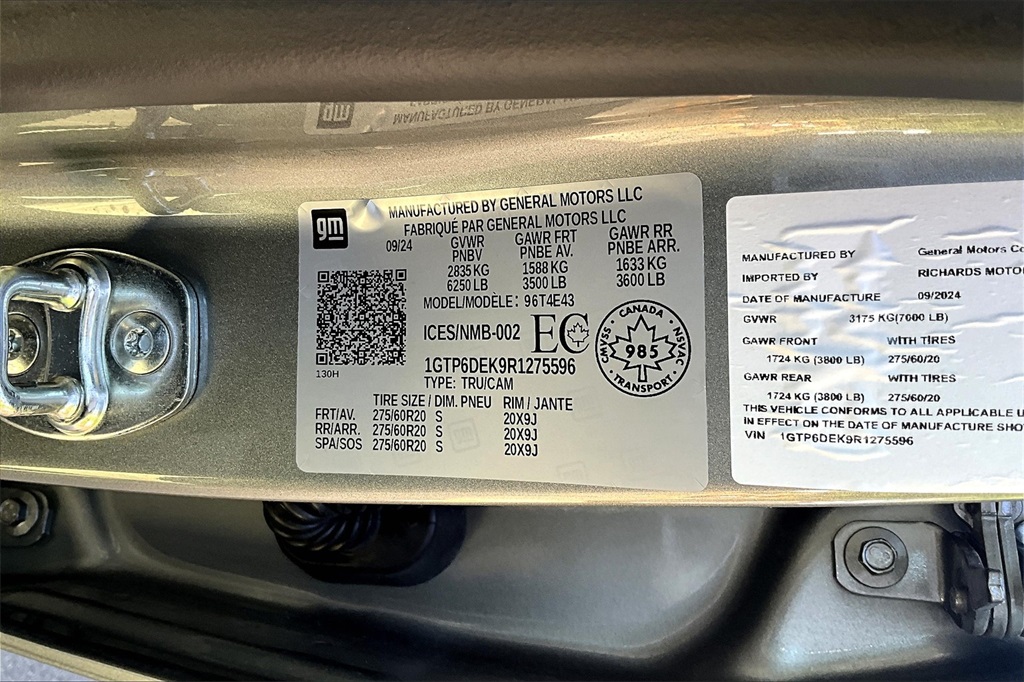 gm
MANUFACTURED BY GENERAL MOTORS LLC
FABRIQUÉ PAR GENERAL MOTORS LLC
09/24 GVWR GAWR FRT GAWR RR
PNBV PNBE AV. PNBE ARR.
2835 KG 1588 KG 1633 KG
6250 LB 3500 LB 3600 LB
MODEL/MODÈLE: 96T4E43
ICES/NMB-002 EC
1GTP6DEK9R1275596
TYPE: TRU/CAM
130H
CANADA
CMVSS NSVAC
985
TRANSPORT
TIRE SIZE / DIM. PNEU RIM / JANTE
FRT/AV. 275/60R20 S 20X9J
RR/ARR. 275/60R20 S 20X9J
SPA/SOS 275/60R20 S 20X9J
MANUFACTURED BY General Motors Co
IMPORTED BY RICHARDS MOTO
DATE OF MANUFACTURE 09/2024
GVWR 3175 KG(7000 LB)
GAWR FRONT WITH TIRES
1724 KG (3800 LB) 275/60/20
GAWR REAR WITH TIRES
1724 KG (3800 LB) 275/60/20
THIS VEHICLE CONFORMS TO ALL APPLICABLE U
IN EFFECT ON THE DATE OF MANUFACTURE SHO
VIN 1GTP6DEK9R1275596